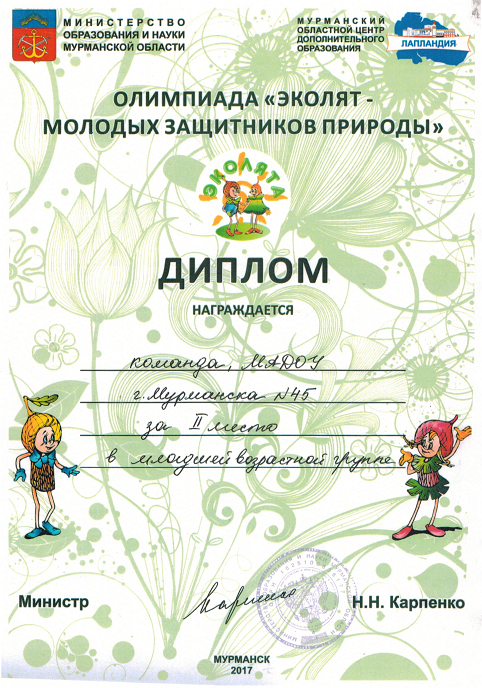 МИНИСТЕРСТВО
ОБРАЗОВАНИЯ И НАУКИ
МУРМАНСКОЙ ОБЛАСТИ
МУРМАНСКИЙ
ОБЛАСТНОЙ ЦЕНТР
ДОПОЛНИТЕЛЬНОГО
ОБРАЗОВАНИЯ
ЛАПЛАНДИЯ
ОЛИМПИАДА «ЭКОЛЯТ -
МОЛОДЫХ ЗАЩИТНИКОВ ПРИРОДЫ»
ЭКОЛЯТА
ДИПЛОМ
НАГРАЖДАЕТСЯ
команда, МАДОУ
г. Мурманска №45
за II место
в младшей возрастной группе
Министр
Н.Н. Карпенко
МУРМАНСК
2017